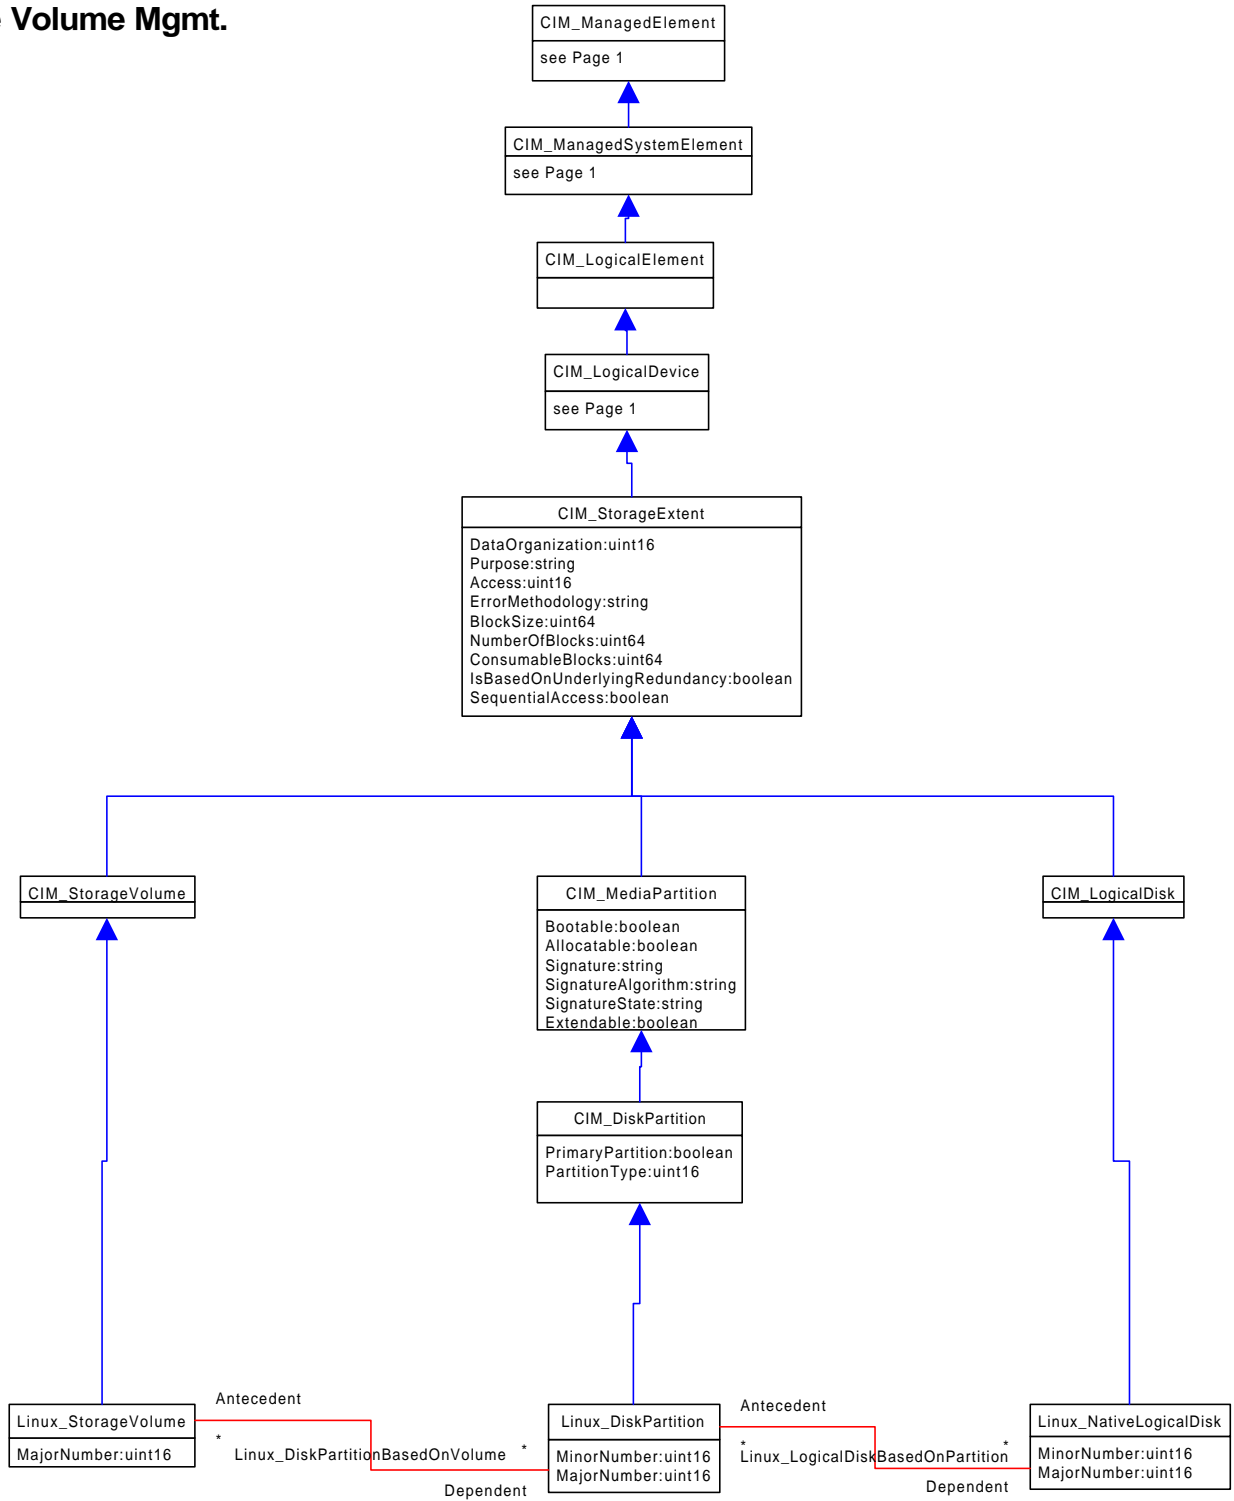 Volume Mgmt.
CIM_ManagedElement
see Page 1
CIM_ManagedSystemElement
see Page 1
CIM_LogicalElement
CIM_LogicalDevice
see Page 1
CIM_StorageExtent
DataOrganization:uint16
Purpose:string
Access:uint16
ErrorMethodology:string
BlockSize:uint64
NumberOfBlocks:uint64
ConsumableBlocks:uint64
IsBasedOnUnderlyingRedundancy:boolean
SequentialAccess:boolean
CIM_StorageVolume
CIM_MediaPartition
Bootable:boolean
Allocatable:boolean
Signature:string
SignatureAlgorithm:string
SignatureState:string
Extendable:boolean
CIM_LogicalDisk
CIM_DiskPartition
PrimaryPartition:boolean
PartitionType:uint16
Linux_StorageVolume
MajorNumber:uint16
Antecedent
*
Linux_DiskPartitionBasedOnVolume
*
Dependent
Linux_DiskPartition
MinorNumber:uint16
MajorNumber:uint16
Antecedent
*
Linux_LogicalDiskBasedOnPartition
*
Dependent
Linux_NativeLogicalDisk
MinorNumber:uint16
MajorNumber:uint16